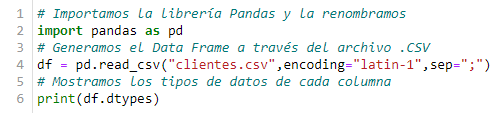 1 # Importamos la librería Pandas y la renombramos
2 import pandas as pd
3 # Generamos el Data Frame a través del archivo .CSV
4 df = pd.read_csv("clientes.csv",encoding="latin-1",sep=";")
5 # Mostramos los tipos de datos de cada columna
6 print(df.dtypes)